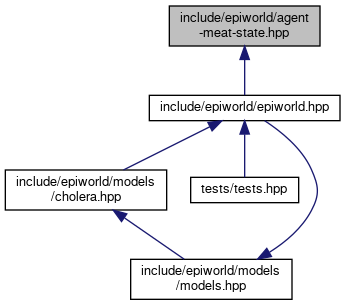 include/epiworld/agent
-meat-state.hpp
include/epiworld/epiworld.hpp
include/epiworld/models
/cholera.hpp
tests/tests.hpp
include/epiworld/models
/models.hpp